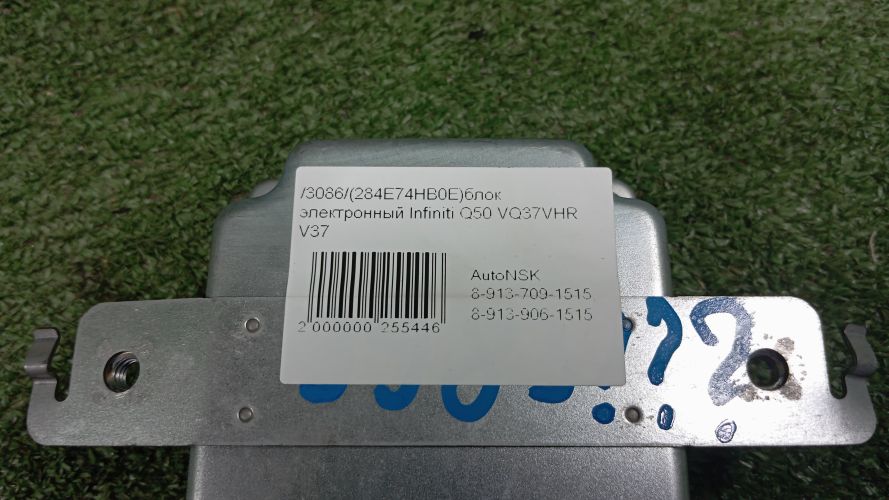 /3086/(284E74HB0E)блок
электронный Infiniti Q50 VQ37VHR
V37
AutoNSK
8-913-709-1515
8-913-906-1515
2 000000 255446